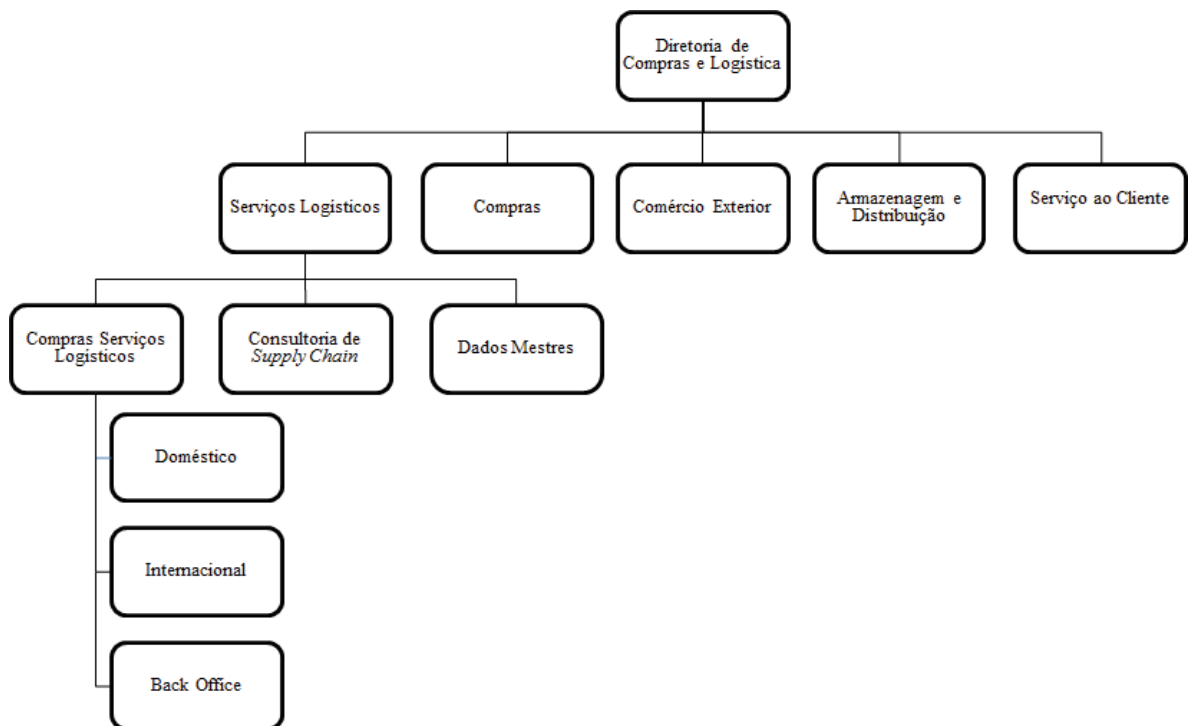 Diretoria de
Compras e Logística
Serviços Logísticos
Compras
Comércio Exterior
Armazenagem e
Distribuição
Serviço ao Cliente
Compras Serviços
Logísticos
Consultoria de
Supply Chain
Dados Mestres
Doméstico
Internacional
Back Office